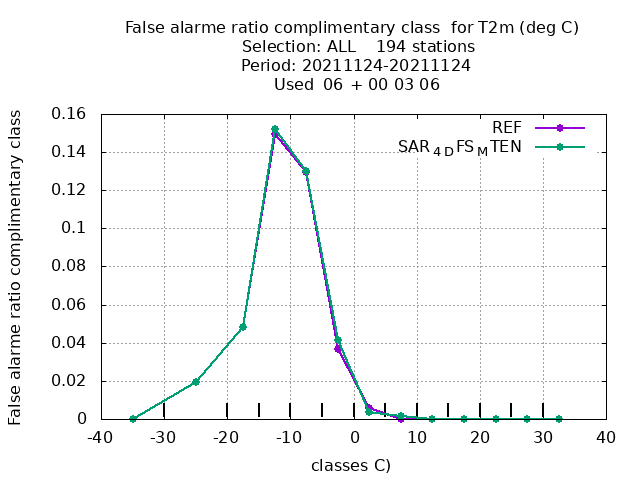 False alarme ratio complimentary class  for T2m (deg C)
Selection: ALL    194 stations
Period: 20211124-20211124
Used  06 + 00 03 06
False alarme ratio complimentary class
0.16
0.14
0.12
0.1
0.08
0.06
0.04
0.02
0
REF
SAR4DFSMTEN
-40 -30 -20 -10 0 10 20 30 40
classes C)